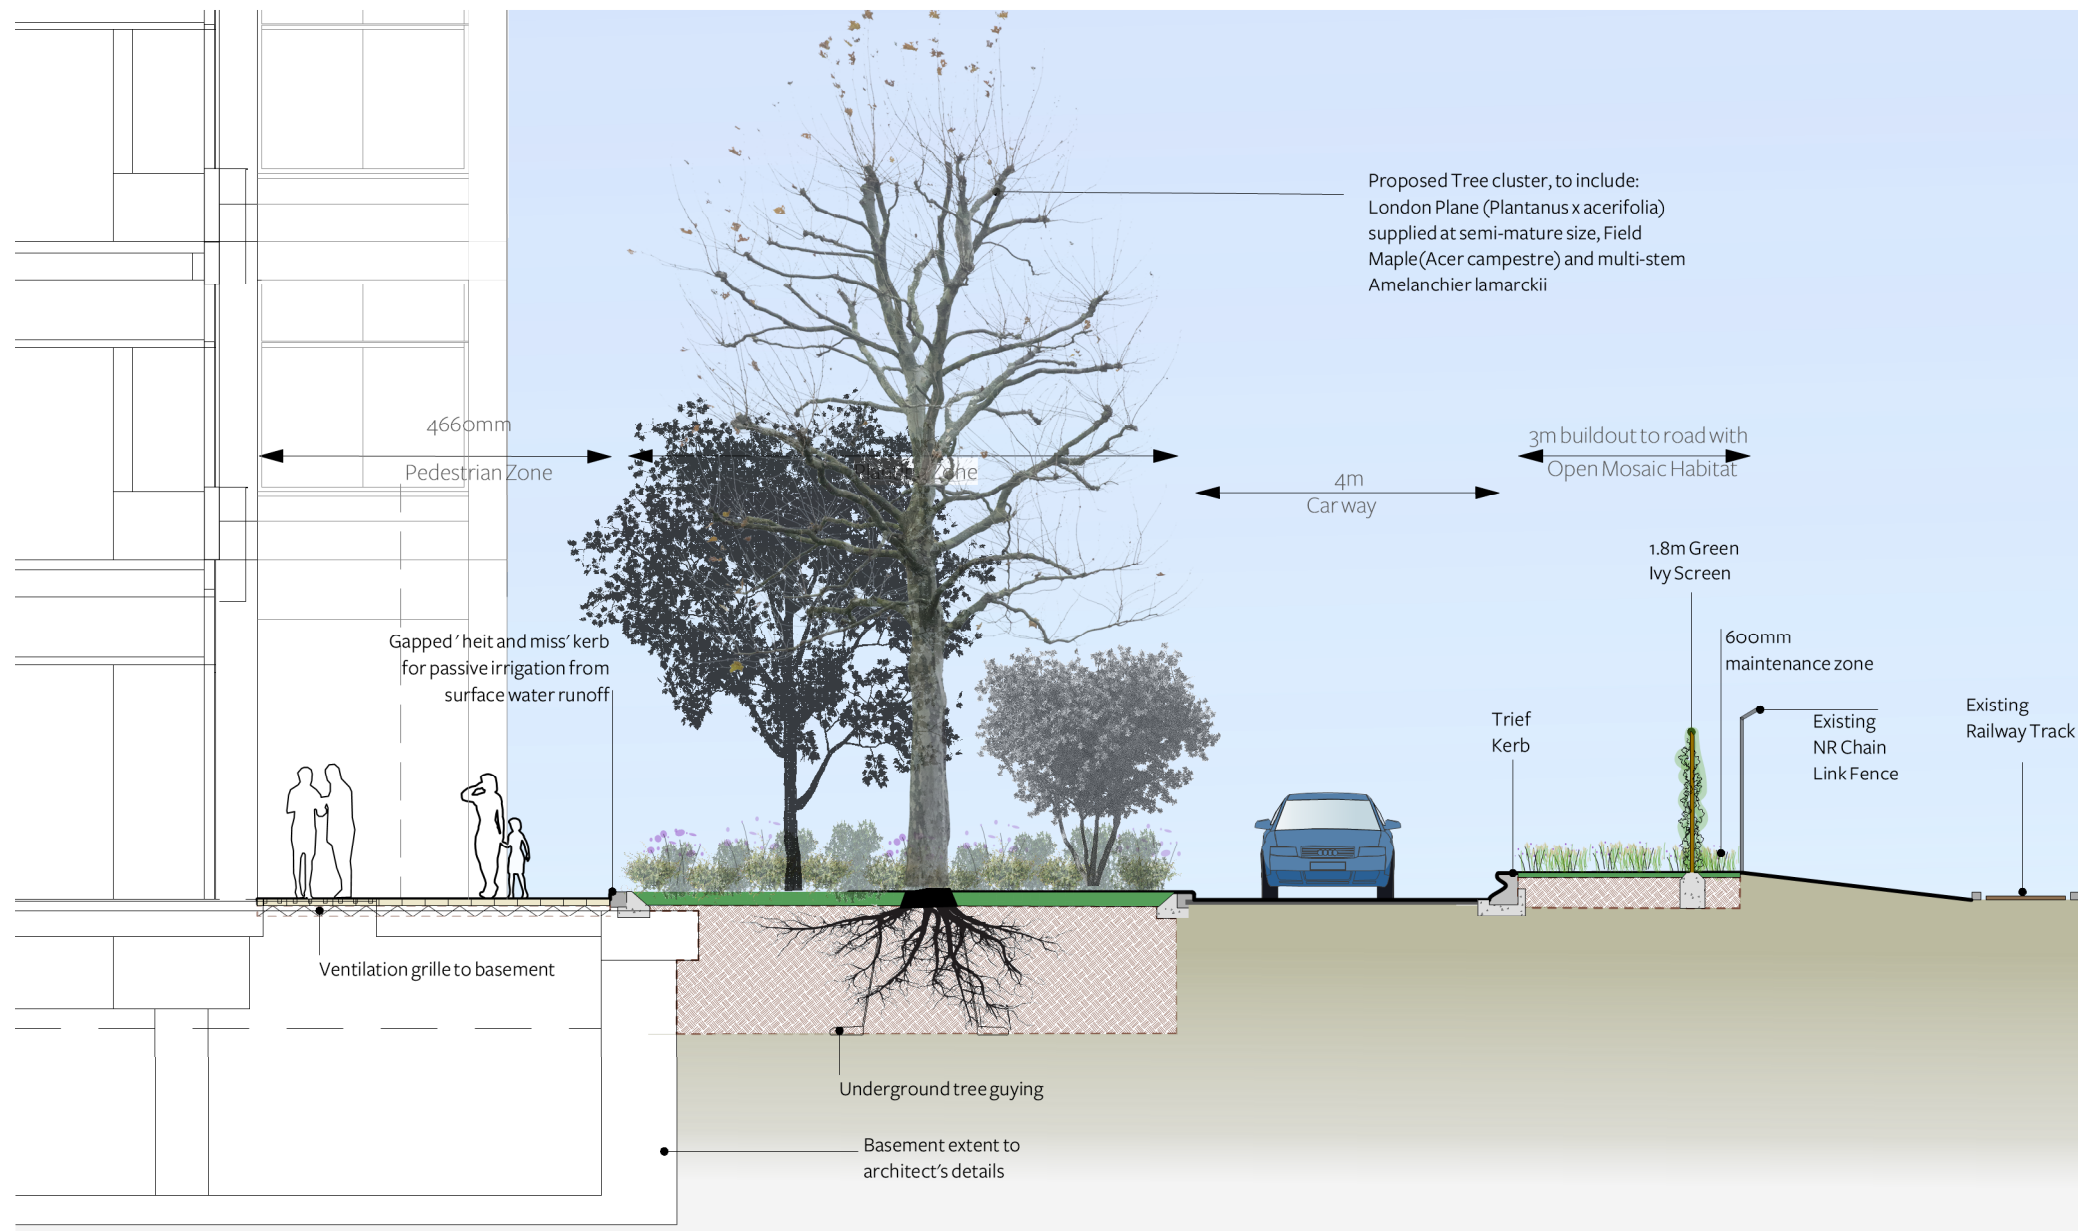 Proposed Tree cluster, to include:
London Plane (Plantanus x acerifolia)
supplied at semi-mature size, Field
Maple(Acer campestre) and multi-stem
Amelanchier lamarckii
4660mm
Pedestrian Zone
Planting Zone
4m
Car way
3m buildout to road with
Open Mosaic Habitat
1.8m Green
Ivy Screen
600mm
maintenance zone
Gapped ' heit and miss' kerb
for passive irrigation from
surface water runoff
Trief
Kerb
Existing
NR Chain
Link Fence
Existing
Railway Track
Ventilation grille to basement
Underground tree guying
Basement extent to
architect's details